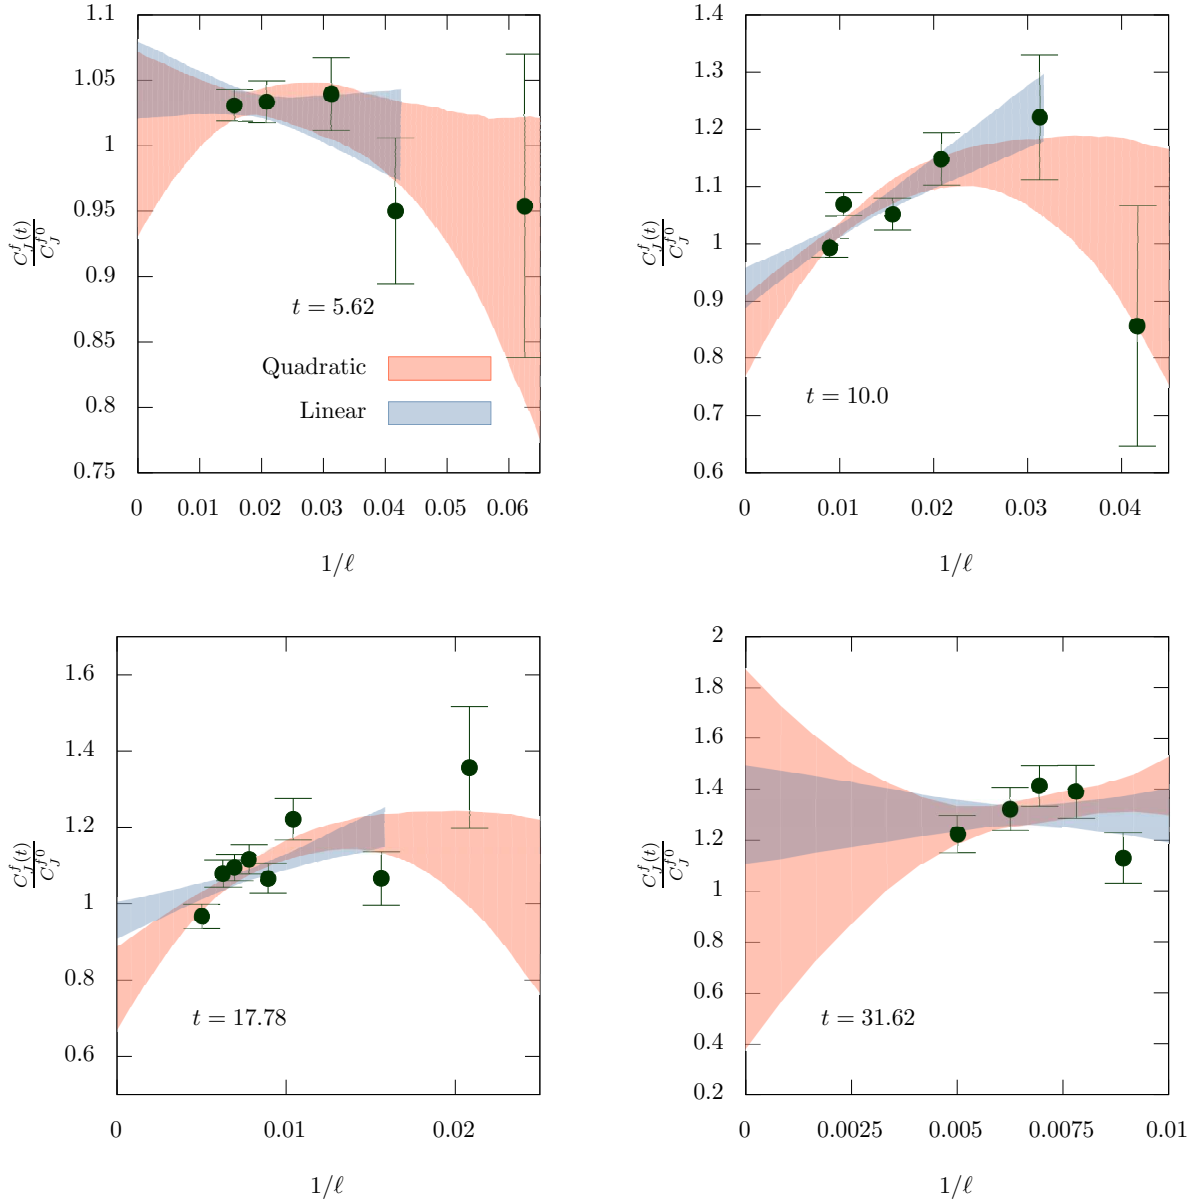 1.1
1.05
1
0.95
0.9
0.85
0.8
0.75
C_J^f(t)
C_J^{f0}
t = 5.62
Quadratic
Linear
0 0.01 0.02 0.03 0.04 0.05 0.06
1/ℓ
1.4
1.3
1.2
1.1
1
0.9
0.8
0.7
0.6
C_J^f(t)
C_J^{f0}
t = 10.0
0 0.01 0.02 0.03 0.04
1/ℓ
1.6
1.4
1.2
1
0.8
0.6
C_J^f(t)
C_J^{f0}
t = 17.78
0 0.01 0.02
1/ℓ
2
1.8
1.6
1.4
1.2
1
0.8
0.6
0.4
0.2
C_J^f(t)
C_J^{f0}
t = 31.62
0 0.0025 0.005 0.0075 0.01
1/ℓ